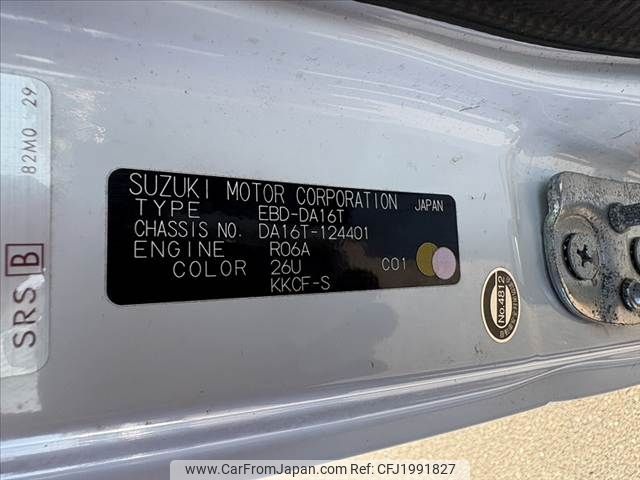 82M0 29
SRS B
SUZUKI MOTOR CORPORATION JAPAN
TYPE EBD-DA16T
CHASSIS NO. DA16T-124401
ENGINE R06A
COLOR 26U C01
KKCF-S
No.4812
www.CarFromJapan.com - CFJ1991827